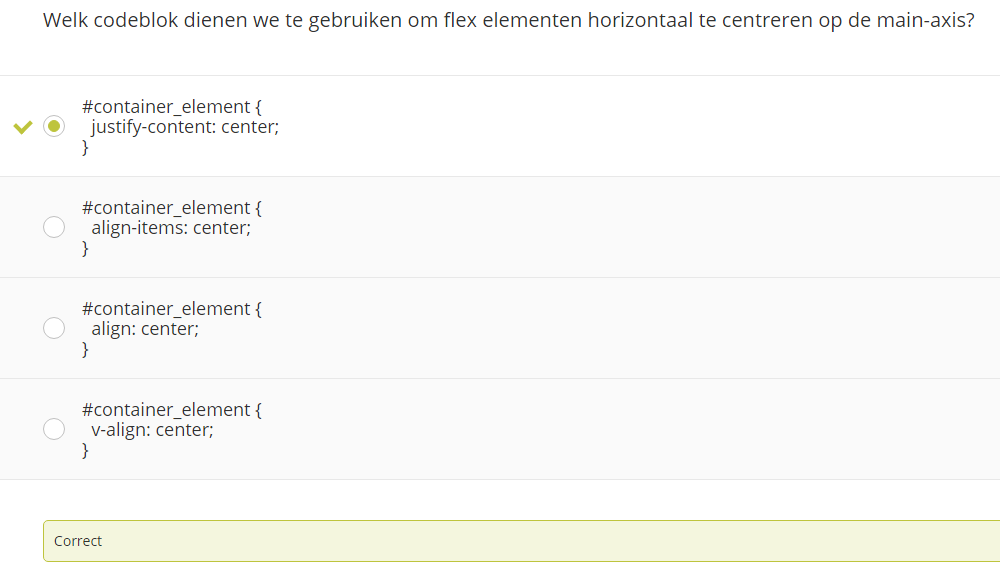 Welk codeblok dienen we te gebruiken om flex elementen horizontaal te centreren op de main-axis?
#container_element {
justify-content: center;
}
#container_element {
align-items: center;
}
#container_element {
align: center;
}
#container_element {
v-align: center;
}
Correct